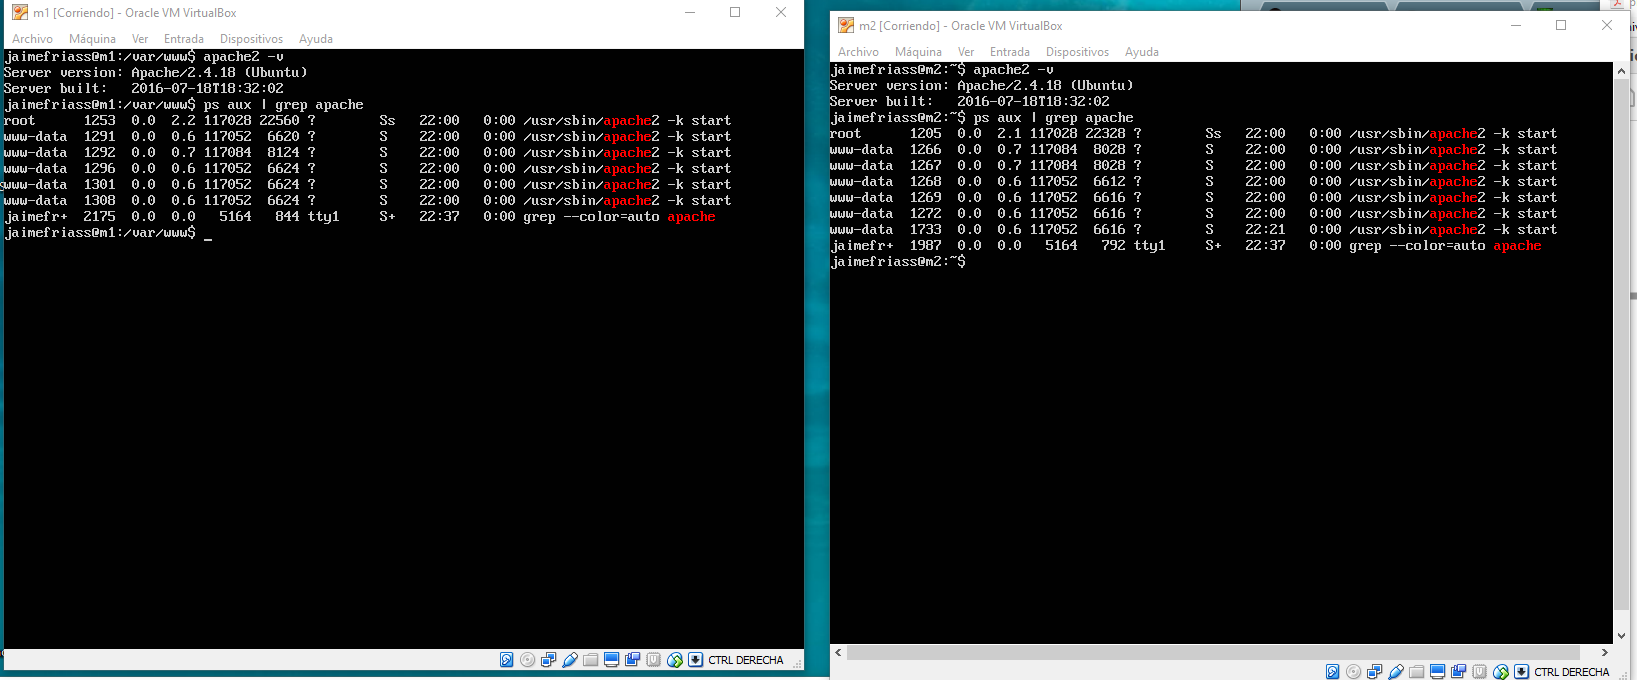 m1 [Corriendo] - Oracle VM VirtualBox
Archivo Máquina Ver Entrada Dispositivos Ayuda
jaimefriass@m1:/var/www$ apache2 -v
Server version: Apache/2.4.18 (Ubuntu)
Server built:   2016-07-18T18:32:02
jaimefriass@m1:/var/www$ ps aux | grep apache
root      1253  0.0  2.2 117028 22560 ?        Ss   22:00   0:00 /usr/sbin/apache2 -k start
www-data  1291  0.0  0.6 117052  6620 ?        S    22:00   0:00 /usr/sbin/apache2 -k start
www-data  1292  0.0  0.7 117084  8124 ?        S    22:00   0:00 /usr/sbin/apache2 -k start
www-data  1296  0.0  0.6 117052  6624 ?        S    22:00   0:00 /usr/sbin/apache2 -k start
www-data  1301  0.0  0.6 117052  6624 ?        S    22:00   0:00 /usr/sbin/apache2 -k start
www-data  1308  0.0  0.6 117052  6624 ?        S    22:00   0:00 /usr/sbin/apache2 -k start
jaimefr+  2175  0.0  0.0   5164   844 tty1     S+   22:37   0:00 grep --color=auto apache
jaimefriass@m1:/var/www$ _
CTRL DERECHA
m2 [Corriendo] - Oracle VM VirtualBox
Archivo Máquina Ver Entrada Dispositivos Ayuda
jaimefriass@m2:~$ apache2 -v
Server version: Apache/2.4.18 (Ubuntu)
Server built:   2016-07-18T18:32:02
jaimefriass@m2:~$ ps aux | grep apache
root      1205  0.0  2.1 117028 22328 ?        Ss   22:00   0:00 /usr/sbin/apache2 -k start
www-data  1266  0.0  0.7 117084  8028 ?        S    22:00   0:00 /usr/sbin/apache2 -k start
www-data  1267  0.0  0.7 117084  8028 ?        S    22:00   0:00 /usr/sbin/apache2 -k start
www-data  1268  0.0  0.6 117052  6612 ?        S    22:00   0:00 /usr/sbin/apache2 -k start
www-data  1269  0.0  0.6 117052  6616 ?        S    22:00   0:00 /usr/sbin/apache2 -k start
www-data  1272  0.0  0.6 117052  6616 ?        S    22:00   0:00 /usr/sbin/apache2 -k start
www-data  1733  0.0  0.6 117052  6616 ?        S    22:21   0:00 /usr/sbin/apache2 -k start
jaimefr+  1987  0.0  0.0   5164   792 tty1     S+   22:37   0:00 grep --color=auto apache
jaimefriass@m2:~$
CTRL DERECHA